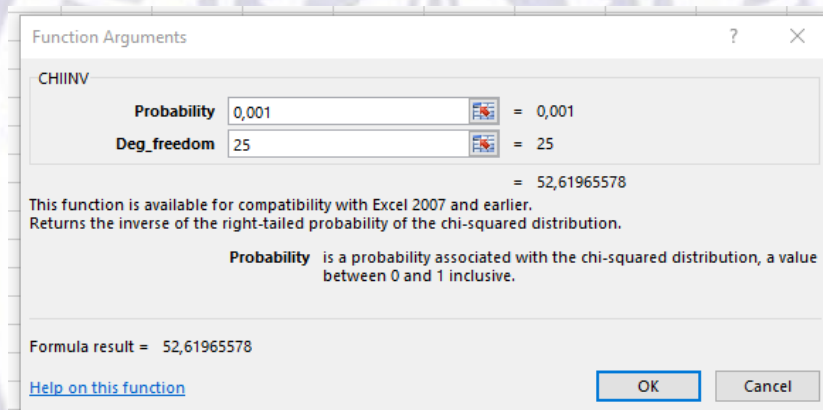 Function Arguments ? ×
CHIINV
Probability 0,001 = 0,001
Deg_freedom 25 = 25
= 52,61965578
This function is available for compatibility with Excel 2007 and earlier.
Returns the inverse of the right-tailed probability of the chi-squared distribution.
Probability is a probability associated with the chi-squared distribution, a value
between 0 and 1 inclusive.
Formula result = 52,61965578
Help on this function OK Cancel